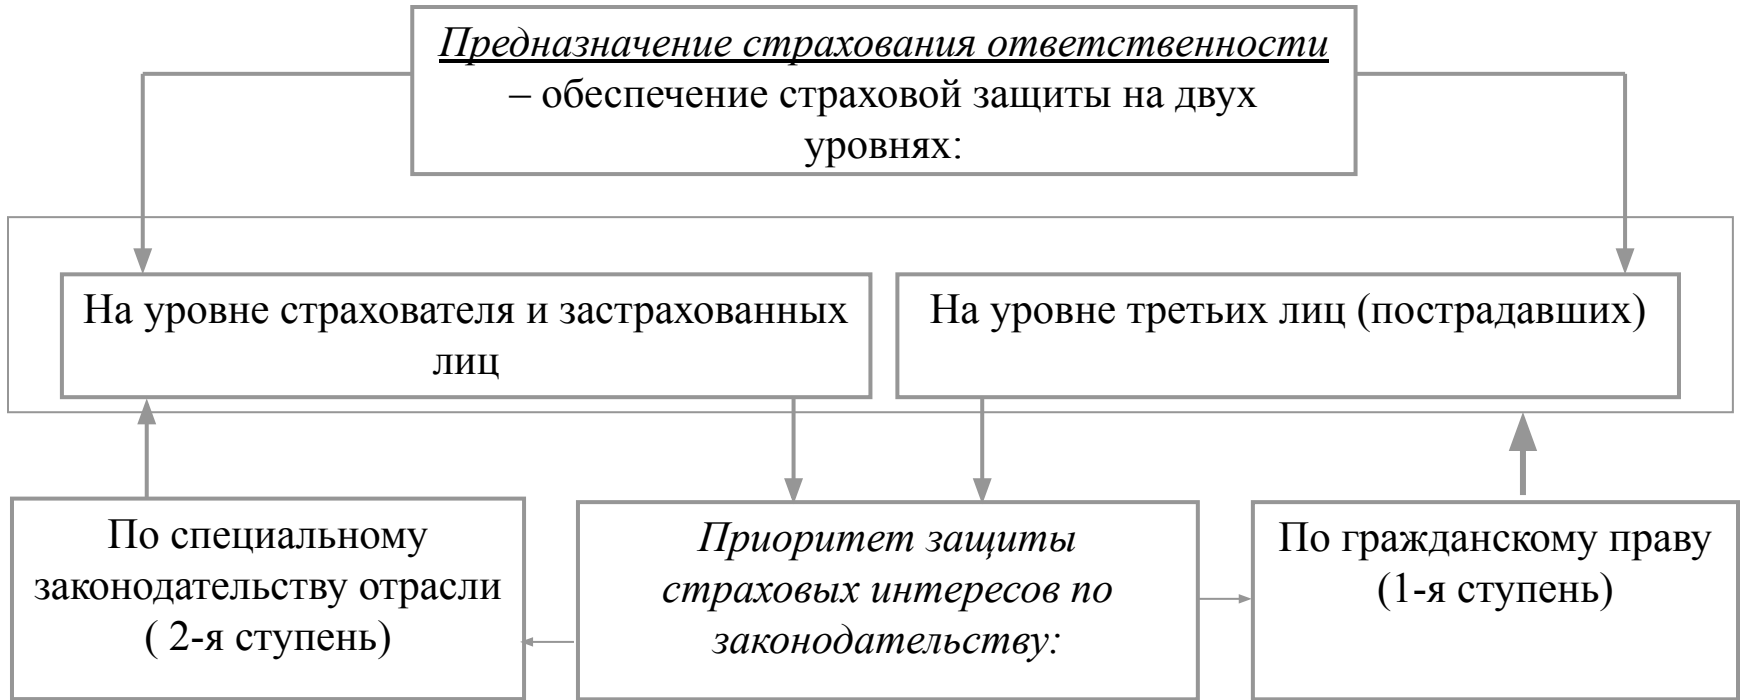 Предназначение страхования ответственности
– обеспечение страховой защиты на двух
уровнях:
На уровне страхователя и застрахованных
лиц
На уровне третьих лиц (пострадавших)
По специальному
законодательству отрасли
( 2-я ступень)
Приоритет защиты
страховых интересов по
законодательству:
По гражданскому праву
(1-я ступень)